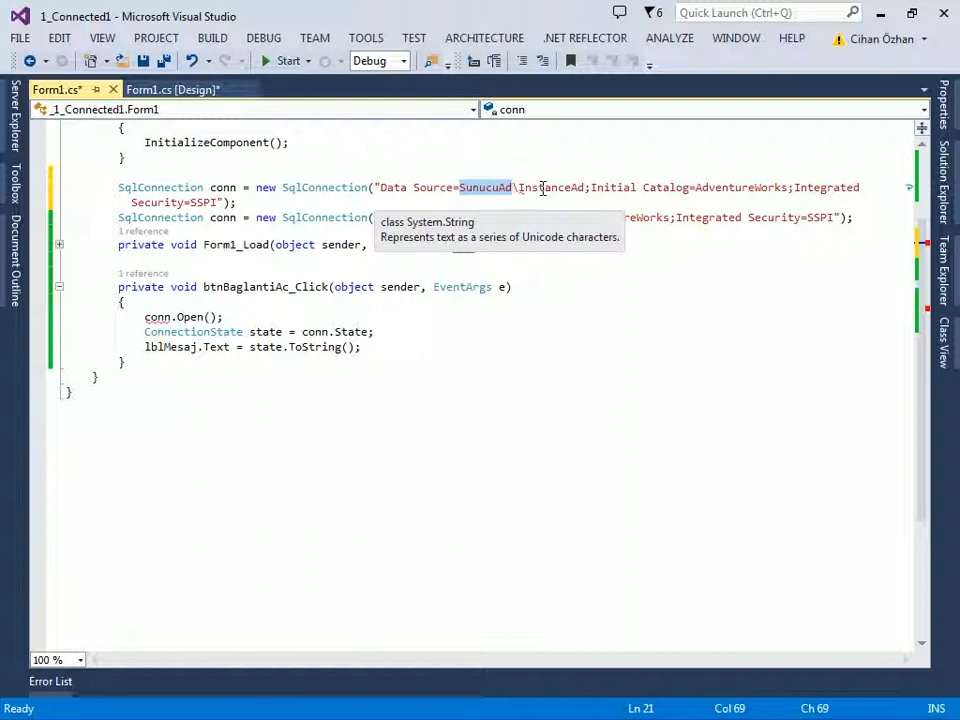 1_Connected1 - Microsoft Visual Studio
6
Quick Launch (Ctrl+Q)
FILE EDIT VIEW PROJECT BUILD DEBUG TEAM TOOLS TEST ARCHITECTURE .NET REFLECTOR ANALYZE WINDOW HELP Cihan Özhan
Start Debug
Form1.cs* Form1.cs [Design]*
_1_Connected1.Form1 conn
{
InitializeComponent();
}
SqlConnection conn = new SqlConnection("Data Source=SunucuAd\InstanceAd;Initial Catalog=AdventureWorks;Integrated
Security=SSPI");
SqlConnection conn = new SqlConnection( reWorks;Integrated Security=SSPI");
class System.String
Represents text as a series of Unicode characters.
1 reference
private void Form1_Load(object sender,
1 reference
private void btnBaglantiAc_Click(object sender, EventArgs e)
{
conn.Open();
ConnectionState state = conn.State;
lblMesaj.Text = state.ToString();
}
}
}
Server Explorer
Toolbox
Document Outline
Properties
Solution Explorer
Team Explorer
Class View
100 %
Error List
Ready Ln 21 Col 69 Ch 69 INS